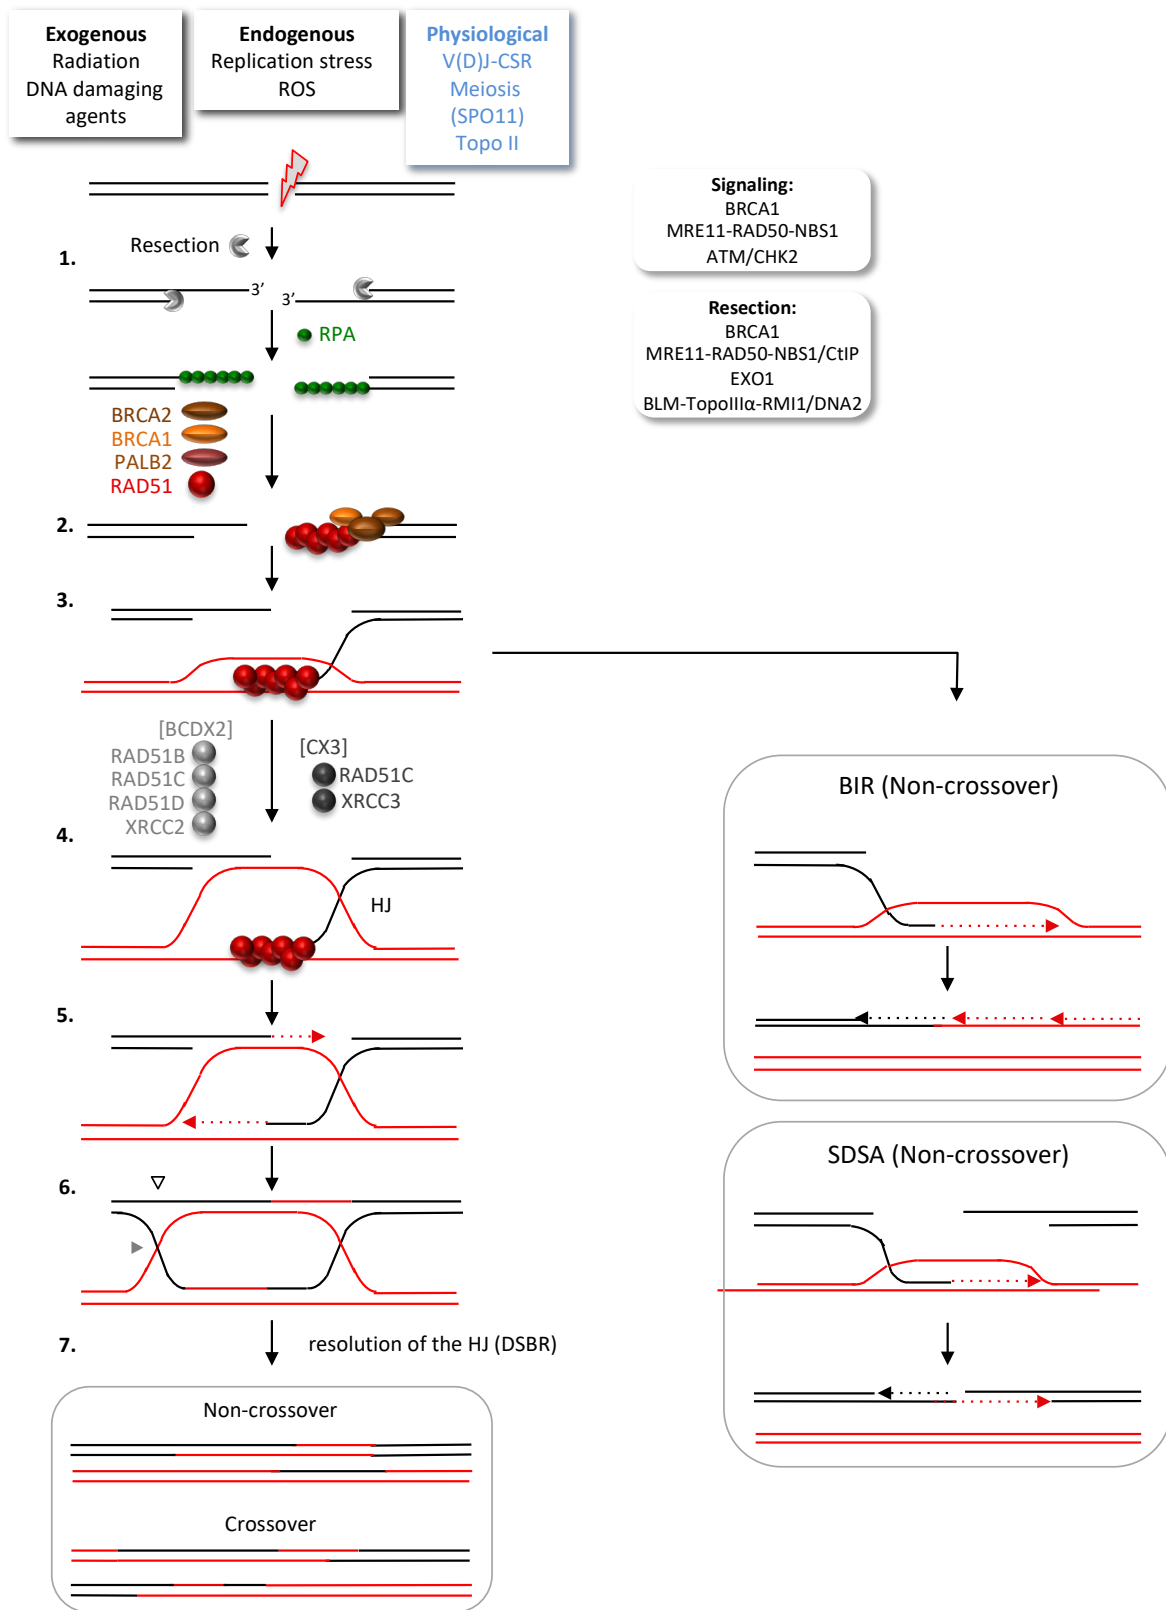 Exogenous
Radiation
DNA damaging
agents
Endogenous
Replication stress
ROS
Physiological
V(D)J-CSR
Meiosis
(SPO11)
Topo II
Signaling:
BRCA1
MRE11-RAD50-NBS1
ATM/CHK2
Resection:
BRCA1
MRE11-RAD50-NBS1/CtIP
EXO1
BLM-TopoIIIα-RMI1/DNA2
1.
Resection
3’
3’
RPA
BRCA2
BRCA1
PALB2
RAD51
2.
3.
[BCDX2]
RAD51B
RAD51C
RAD51D
XRCC2
[CX3]
RAD51C
XRCC3
4.
HJ
5.
6.
7.
resolution of the HJ (DSBR)
Non-crossover
Crossover
BIR (Non-crossover)
SDSA (Non-crossover)